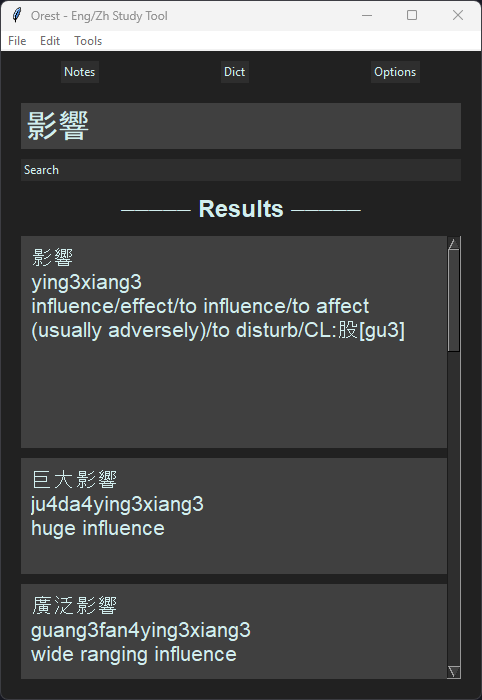 Orest - Eng/Zh Study Tool
File Edit Tools
Notes Dict Options
影響
Search
Results
影響
ying3xiang3
influence/effect/to influence/to affect
(usually adversely)/to disturb/CL:股[gu3]
巨大影響
ju4da4ying3xiang3
huge influence
廣泛影響
guang3fan4ying3xiang3
wide ranging influence